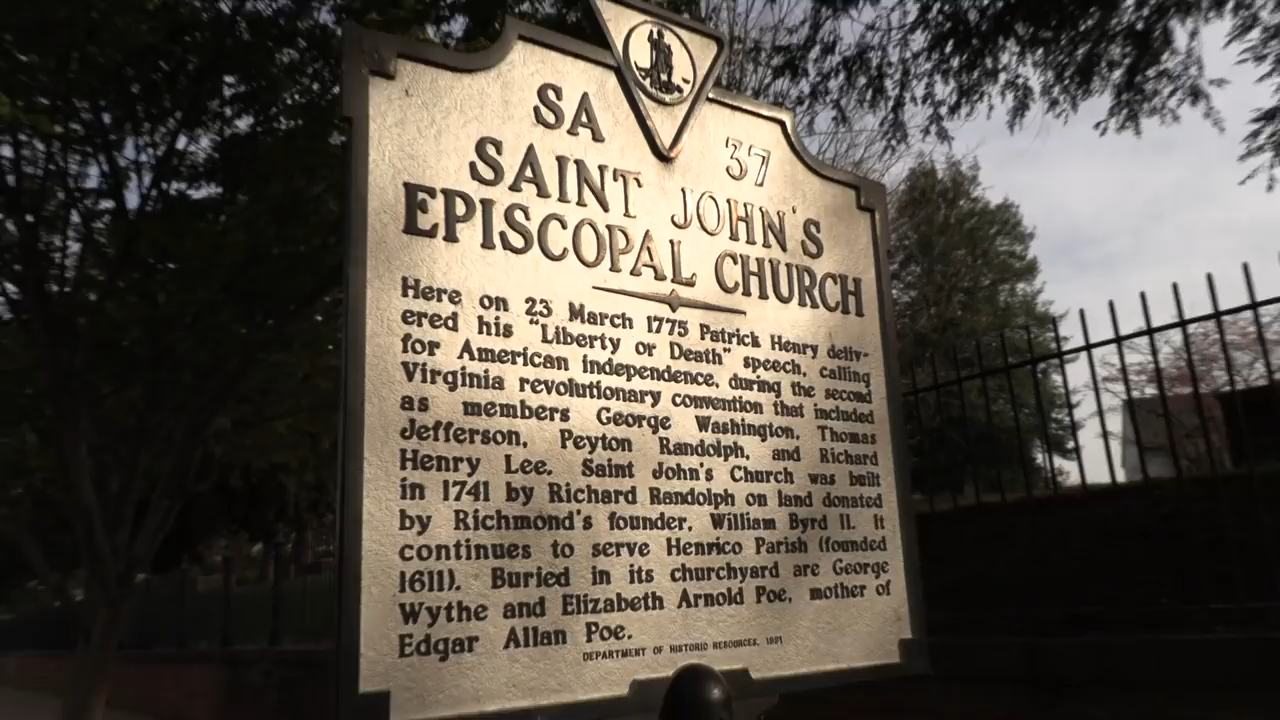 SA 37
SAINT JOHN'S
EPISCOPAL CHURCH
Here on 23 March 1775 Patrick Henry deliv-
ered his "Liberty or Death" speech, calling
for American independence, during the second
Virginia revolutionary convention that included
as members George Washington, Thomas
Jefferson, Peyton Randolph, and Richard
Henry Lee. Saint John's Church was built
in 1741 by Richard Randolph on land donated
by Richmond's founder, William Byrd II. It
continues to serve Henrico Parish (founded
1611). Buried in its churchyard are George
Wythe and Elizabeth Arnold Poe, mother of
Edgar Allan Poe.
DEPARTMENT OF HISTORIC RESOURCES, 1991